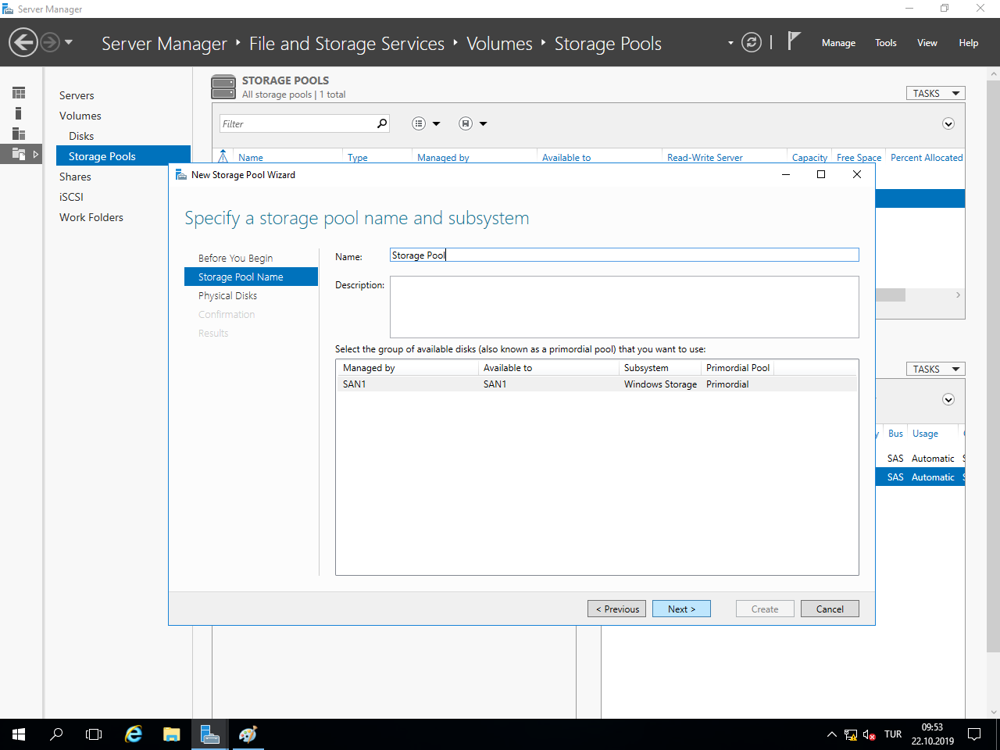 Server Manager
Server Manager File and Storage Services Volumes Storage Pools
Manage Tools View Help
Servers
Volumes
Disks
Storage Pools
Shares
iSCSI
Work Folders
STORAGE POOLS
All storage pools | 1 total
TASKS
Filter
Name Type Managed by Available to Read-Write Server Capacity Free Space Percent Allocated
New Storage Pool Wizard
Specify a storage pool name and subsystem
Before You Begin
Storage Pool Name
Physical Disks
Confirmation
Results
Name: Storage Pool
Description:
Select the group of available disks (also known as a primordial pool) that you want to use:
Managed by Available to Subsystem Primordial Pool
SAN1 SAN1 Windows Storage Primordial
< Previous Next > Create Cancel
TASKS
y Bus Usage
SAS Automatic
SAS Automatic
TUR
09:53
22.10.2019